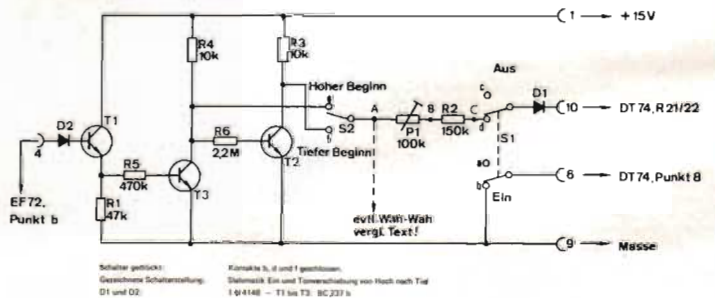 1 + 15V
R4
10k
R3
10k
Hoher Beginn
Aus
c
D1
10 DT 74, R 21/22
A
B
R2
C
d
S2
P1
100k
150k
S1
D2
T1
4
R6
2,2M
T2
Tiefer Beginn
R5
470k
T3
a
6 DT74, Punkt 8
b
Ein
EF72,
Punkt b
R1
47k
evtl. Wah-Wah
vergl. Text!
9 Masse
Schalter gedrückt: Kontakte b, d und f geschlossen.
Gezeichnete Schalterstellung: Slalomatik Ein und Tonverschiebung von Hoch nach Tief
D1 und D2: 1 N 4148 – T1 bis T3: BC 237 b